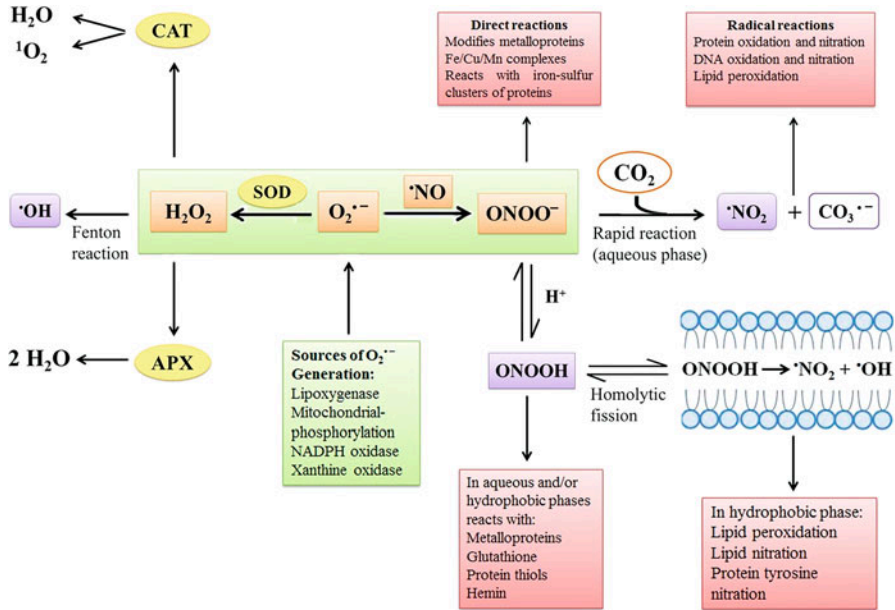 H₂O
¹O₂
CAT
Direct reactions
Modifies metalloproteins
Fe/Cu/Mn complexes
Reacts with iron-sulfur
clusters of proteins
Radical reactions
Protein oxidation and nitration
DNA oxidation and nitration
Lipid peroxidation
•OH
Fenton
reaction
H₂O₂
SOD
O₂•−
•NO
ONOO−
CO₂
Rapid reaction
(aqueous phase)
•NO₂
+
CO₃•−
H⁺
2 H₂O
APX
Sources of O₂•−
Generation:
Lipoxygenase
Mitochondrial-
phosphorylation
NADPH oxidase
Xanthine oxidase
ONOOH
Homolytic
fission
ONOOH → •NO₂ + •OH
In aqueous and/or
hydrophobic phases
reacts with:
Metalloproteins
Glutathione
Protein thiols
Hemin
In hydrophobic phase:
Lipid peroxidation
Lipid nitration
Protein tyrosine
nitration